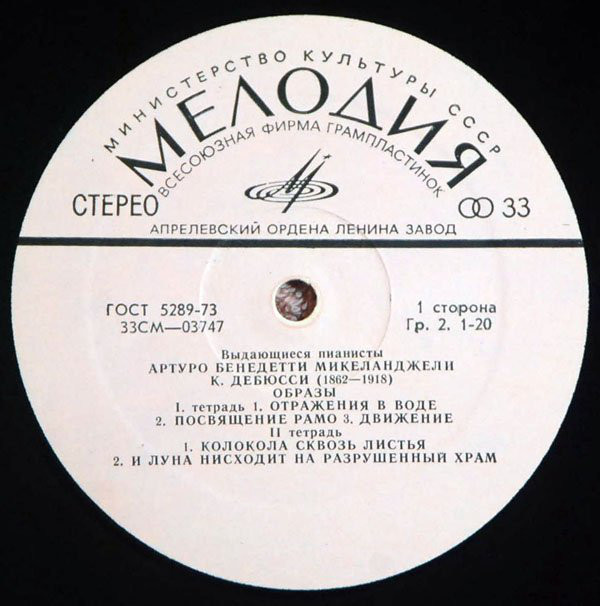 МИНИСТЕРСТВО КУЛЬТУРЫ СССР
МЕЛОДИЯ
ВСЕСОЮЗНАЯ ФИРМА ГРАМПЛАСТИНОК
СТЕРЕО
33
АПРЕЛЕВСКИЙ ОРДЕНА ЛЕНИНА ЗАВОД
ГОСТ 5289-73
33СМ—03747
1 сторона
Гр. 2. 1-20
Выдающиеся пианисты
АРТУРО БЕНЕДЕТТИ МИКЕЛАНДЖЕЛИ
К. ДЕБЮССИ (1862—1918)
ОБРАЗЫ
I. тетрадь 1. ОТРАЖЕНИЯ В ВОДЕ
2. ПОСВЯЩЕНИЕ РАМО 3. ДВИЖЕНИЕ
II тетрадь
1. КОЛОКОЛА СКВОЗЬ ЛИСТЬЯ
2. И ЛУНА НИСХОДИТ НА РАЗРУШЕННЫЙ ХРАМ